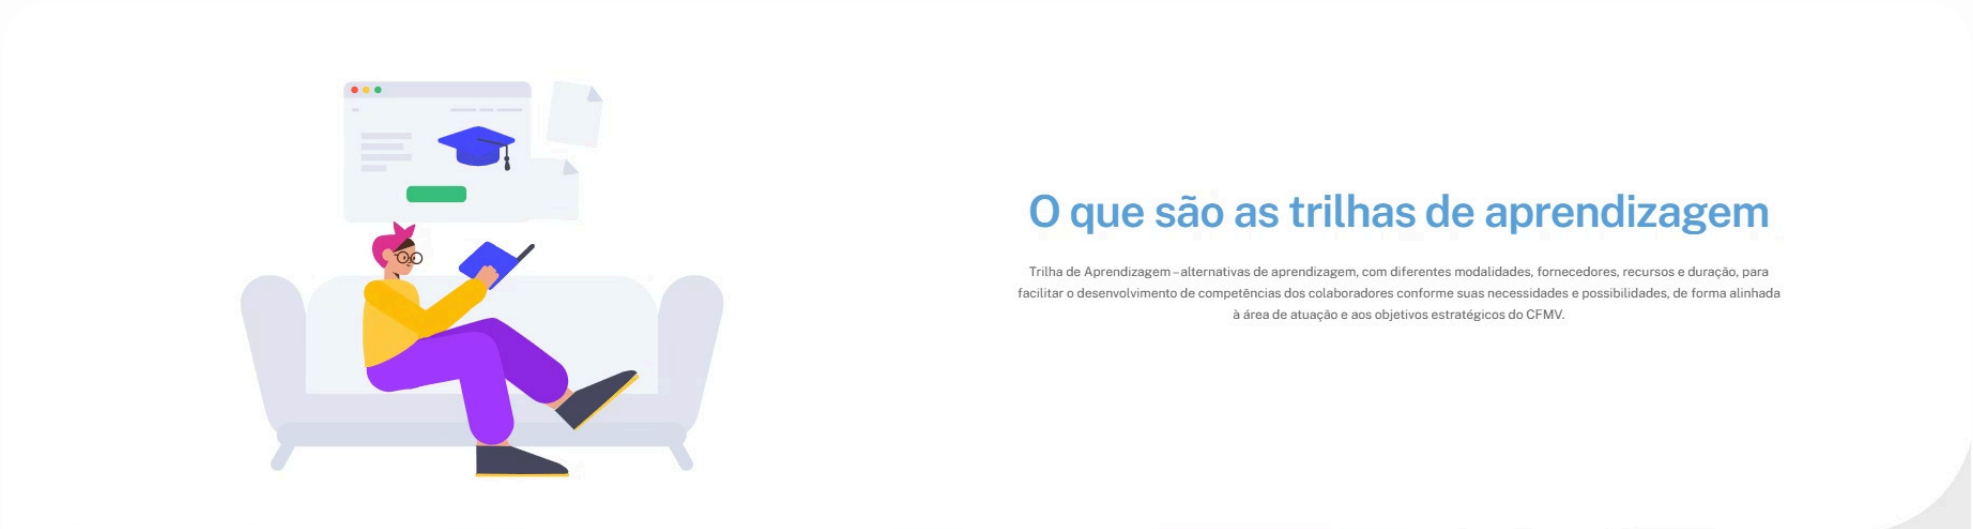 O que são as trilhas de aprendizagem
Trilha de Aprendizagem – alternativas de aprendizagem, com diferentes modalidades, fornecedores, recursos e duração, para
facilitar o desenvolvimento de competências dos colaboradores conforme suas necessidades e possibilidades, de forma alinhada
à área de atuação e aos objetivos estratégicos do CFMV.